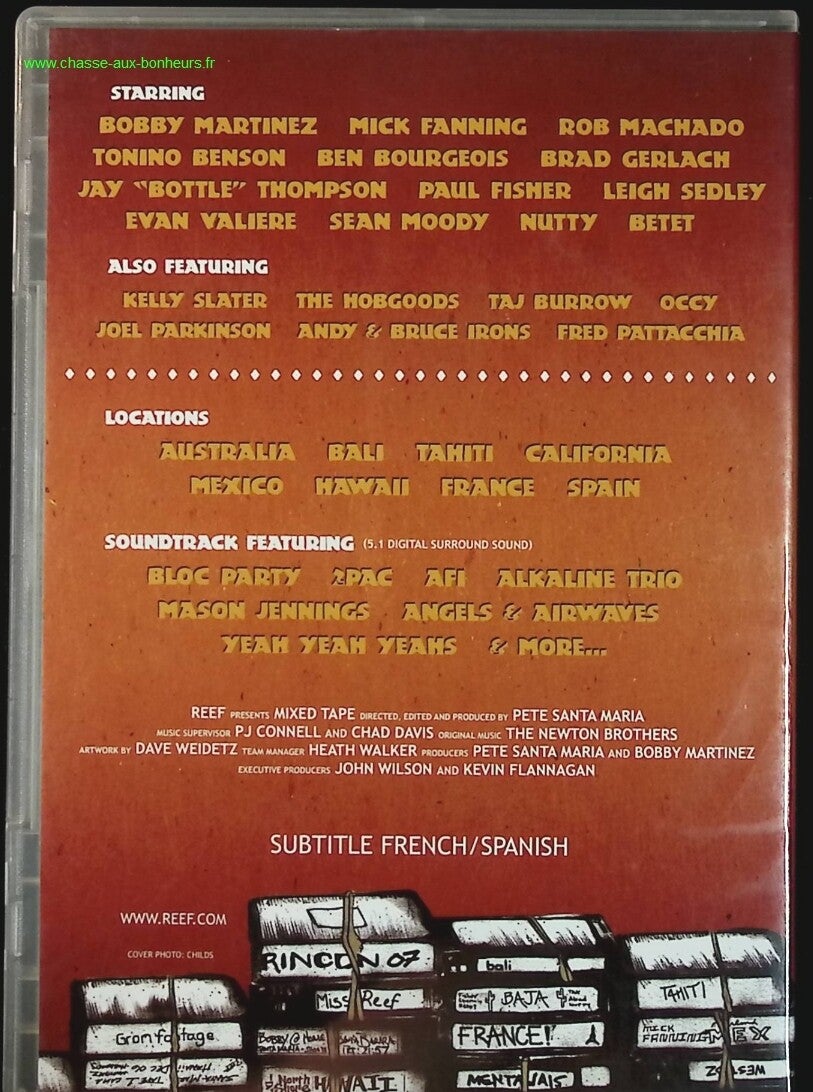 www.chasse-aux-bonheurs.fr
STARRING
BOBBY MARTINEZ MICK FANNING ROB MACHADO
TONINO BENSON BEN BOURGEOIS BRAD GERLACH
JAY "BOTTLE" THOMPSON PAUL FISHER LEIGH SEDLEY
EVAN VALIERE SEAN MOODY NUTTY BETET
ALSO FEATURING
KELLY SLATER THE HOBGOODS TAJ BURROW OCCY
JOEL PARKINSON ANDY & BRUCE IRONS FRED PATTACCHIA
LOCATIONS
AUSTRALIA BALI TAHITI CALIFORNIA
MEXICO HAWAII FRANCE SPAIN
SOUNDTRACK FEATURING (5.1 DIGITAL SURROUND SOUND)
BLOC PARTY 2PAC AFI ALKALINE TRIO
MASON JENNINGS ANGELS & AIRWAVES
YEAH YEAH YEAHS & MORE...
REEF PRESENTS MIXED TAPE DIRECTED, EDITED AND PRODUCED BY PETE SANTA MARIA
MUSIC SUPERVISOR PJ CONNELL AND CHAD DAVIS ORIGINAL MUSIC THE NEWTON BROTHERS
ARTWORK BY DAVE WEIDETZ TEAM MANAGER HEATH WALKER PRODUCERS PETE SANTA MARIA AND BOBBY MARTINEZ
EXECUTIVE PRODUCERS JOHN WILSON AND KEVIN FLANNAGAN
SUBTITLE FRENCH/SPANISH
WWW.REEF.COM
COVER PHOTO: CHILDS
RINCON 07
Miss Reef
bali
BAJA
FRANCE!
MENTAWAIS
TAHITI
MICK
FANNING
Gromfootage
HAWAII